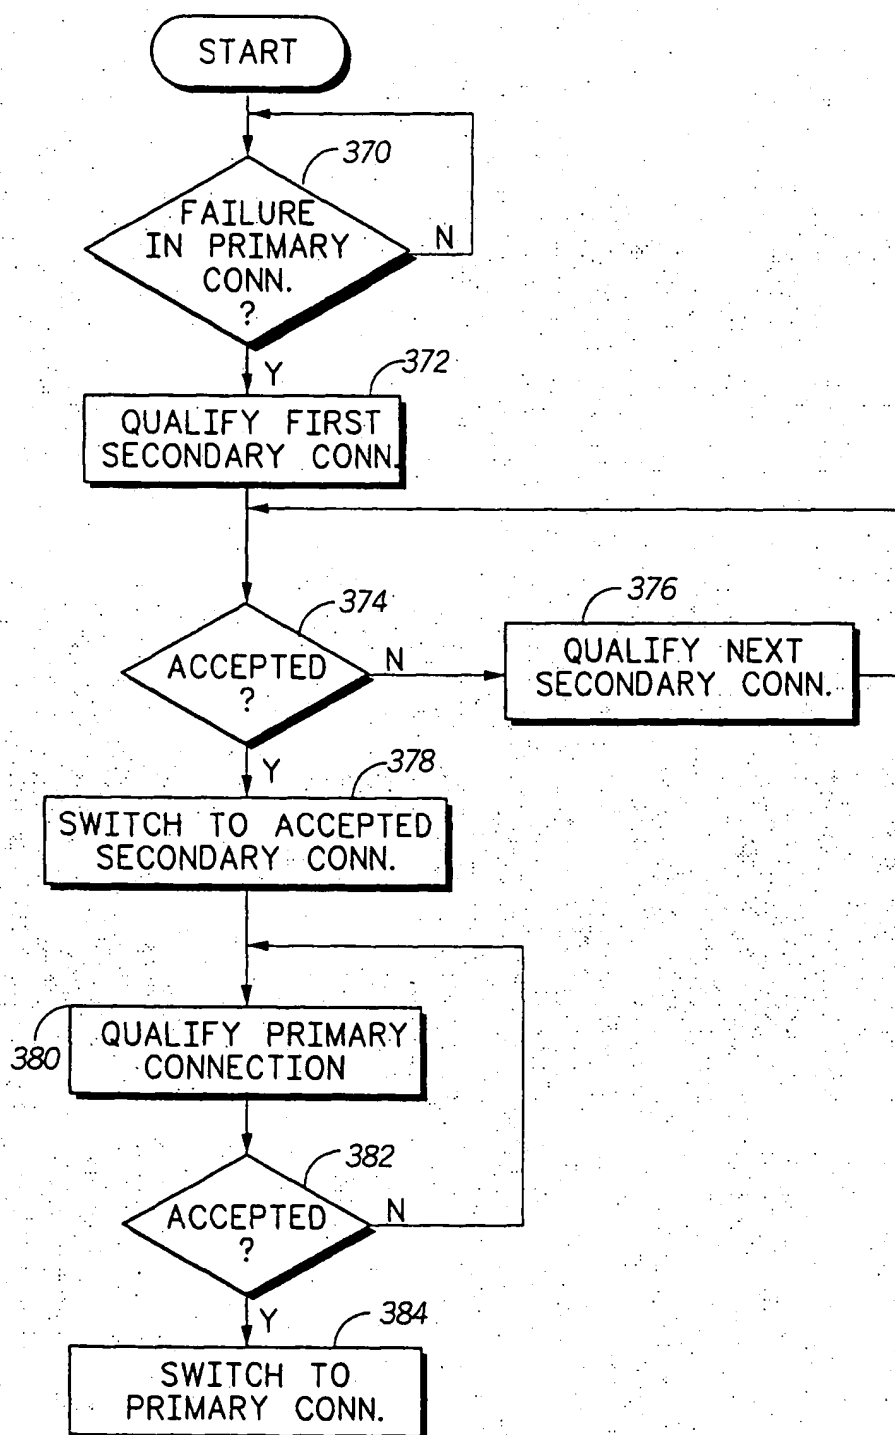 START
370
FAILURE
IN PRIMARY
CONN.
?
N
Y
372
QUALIFY FIRST
SECONDARY CONN.
374
ACCEPTED
?
N
376
QUALIFY NEXT
SECONDARY CONN.
Y
378
SWITCH TO ACCEPTED
SECONDARY CONN.
380
QUALIFY PRIMARY
CONNECTION
382
ACCEPTED
?
N
Y
384
SWITCH TO
PRIMARY CONN.